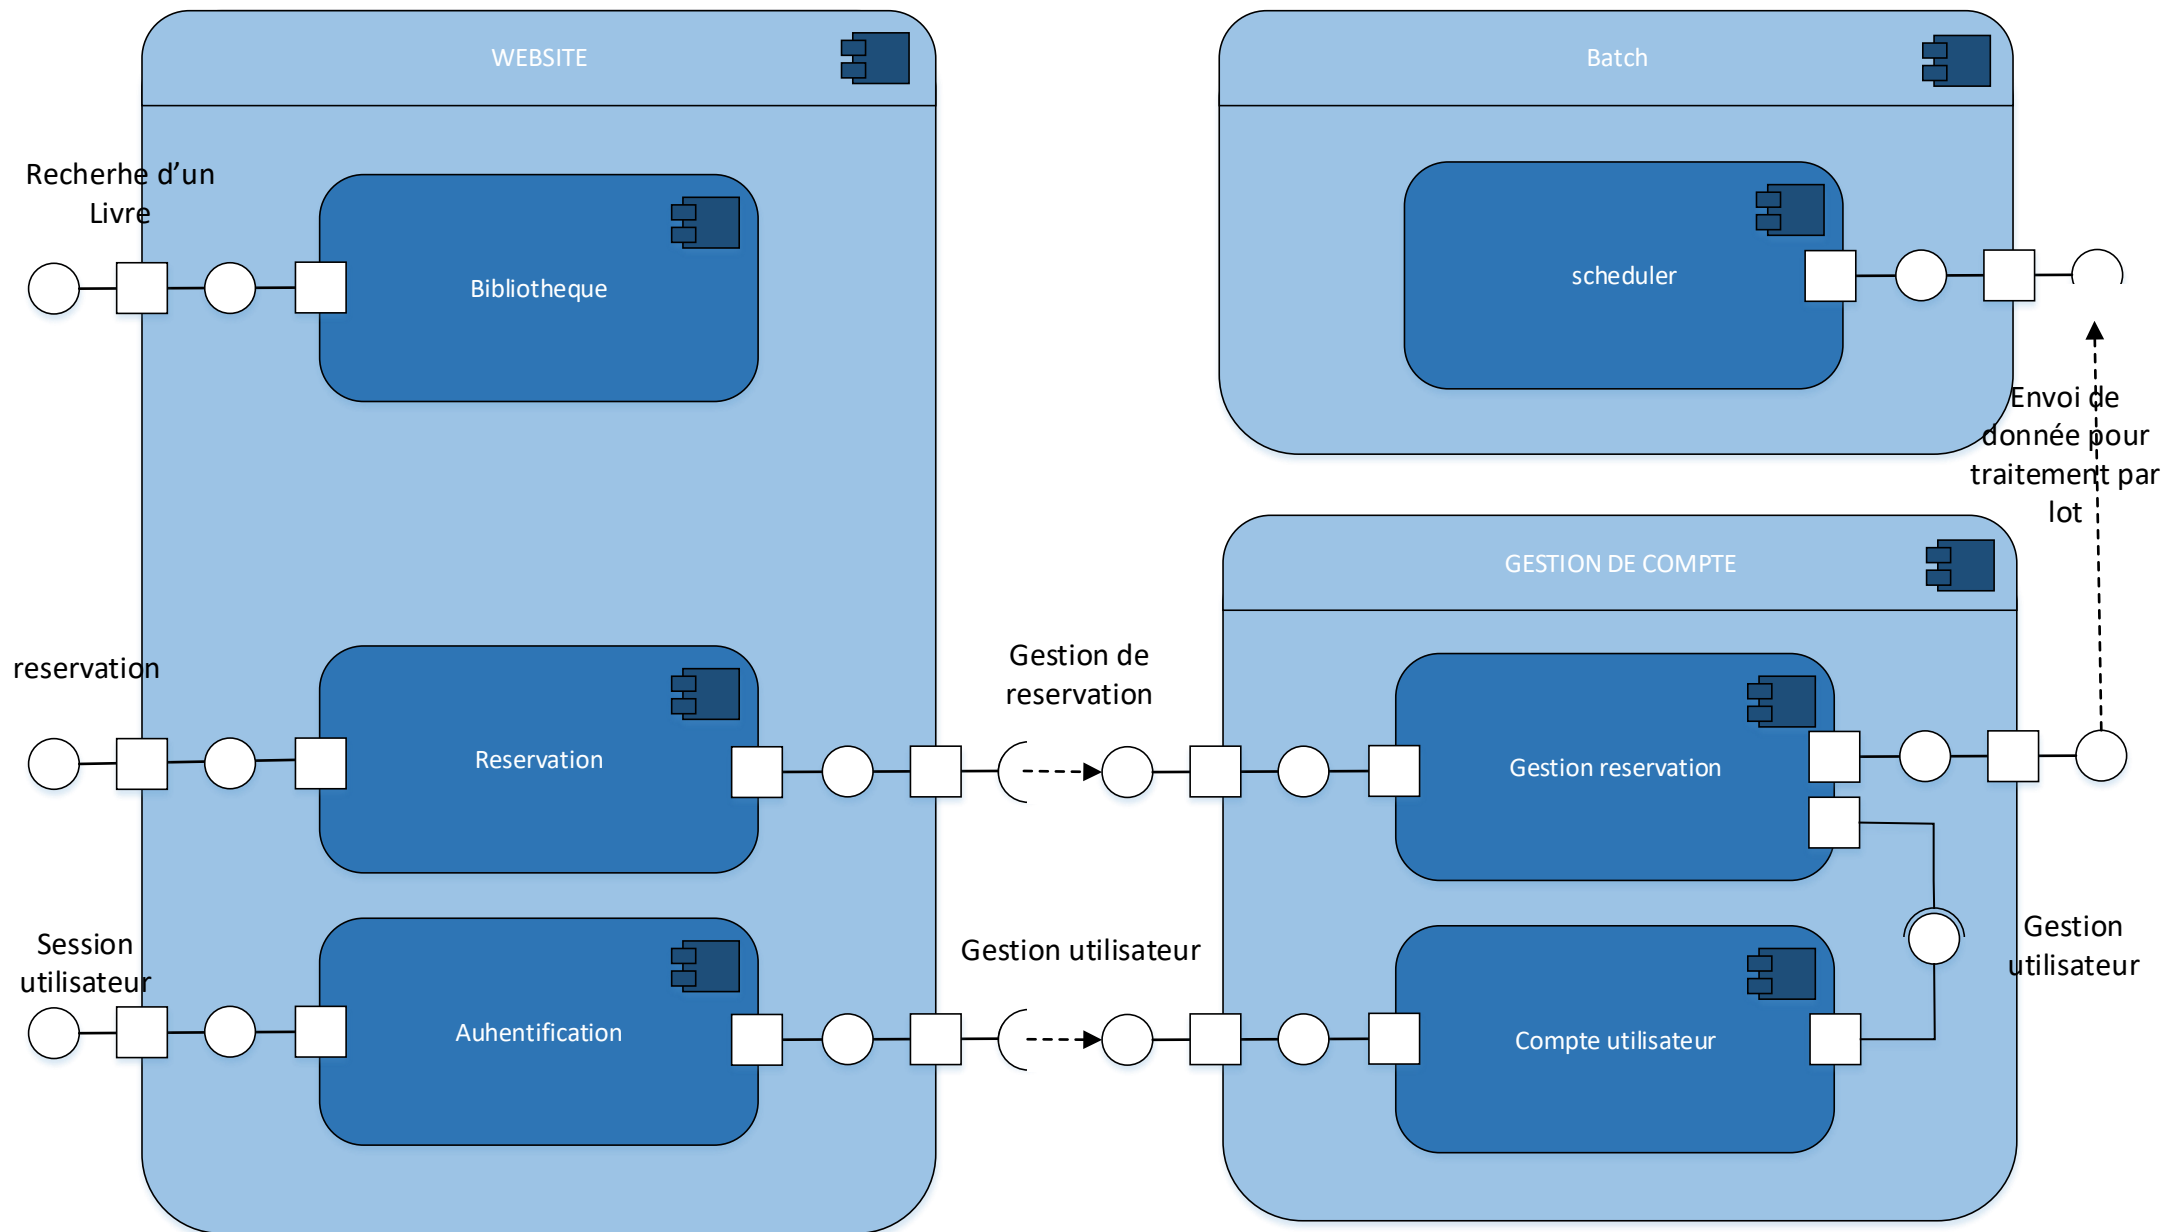 WEBSITE
Batch
Recherhe d’un
Livre
Bibliotheque
scheduler
Envoi de
donnée pour
traitement par
lot
GESTION DE COMPTE
reservation
Reservation
Gestion de
reservation
Gestion reservation
Session
utilisateur
Auhentification
Gestion utilisateur
Compte utilisateur
Gestion
utilisateur